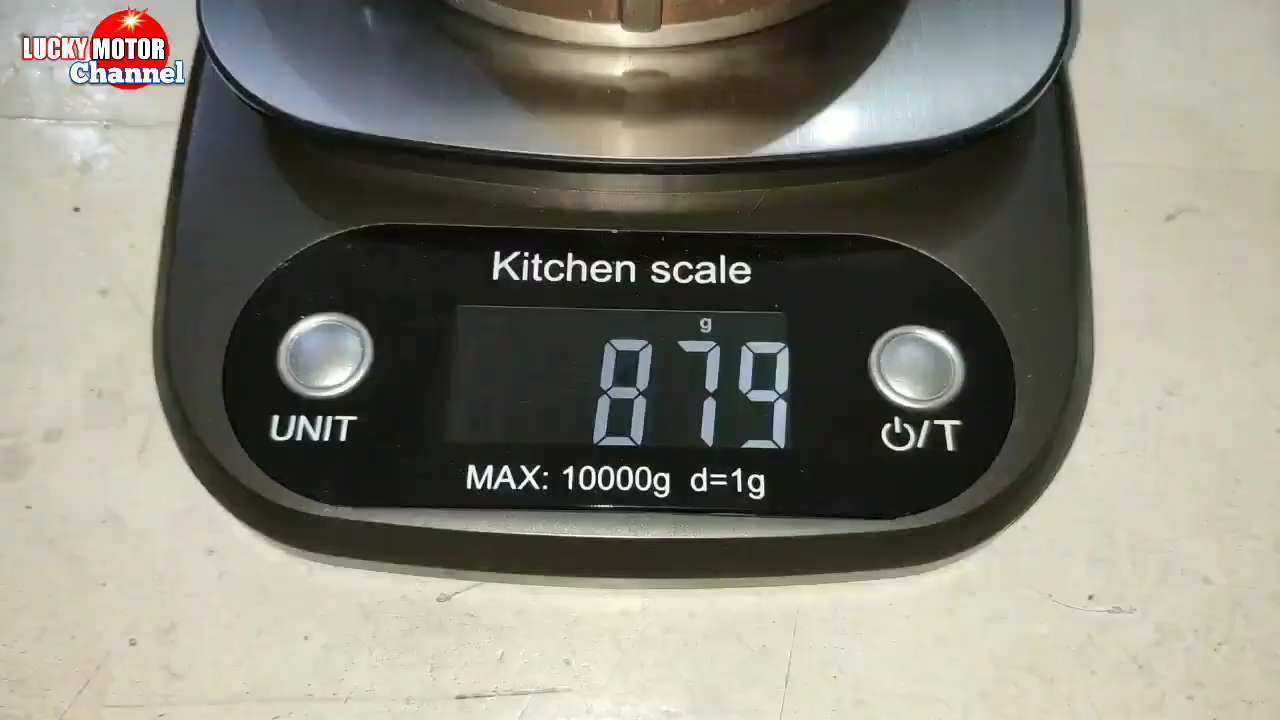 LUCKY MOTOR
Channel
Kitchen scale
g
879
UNIT
⏻/T
MAX: 10000g d=1g